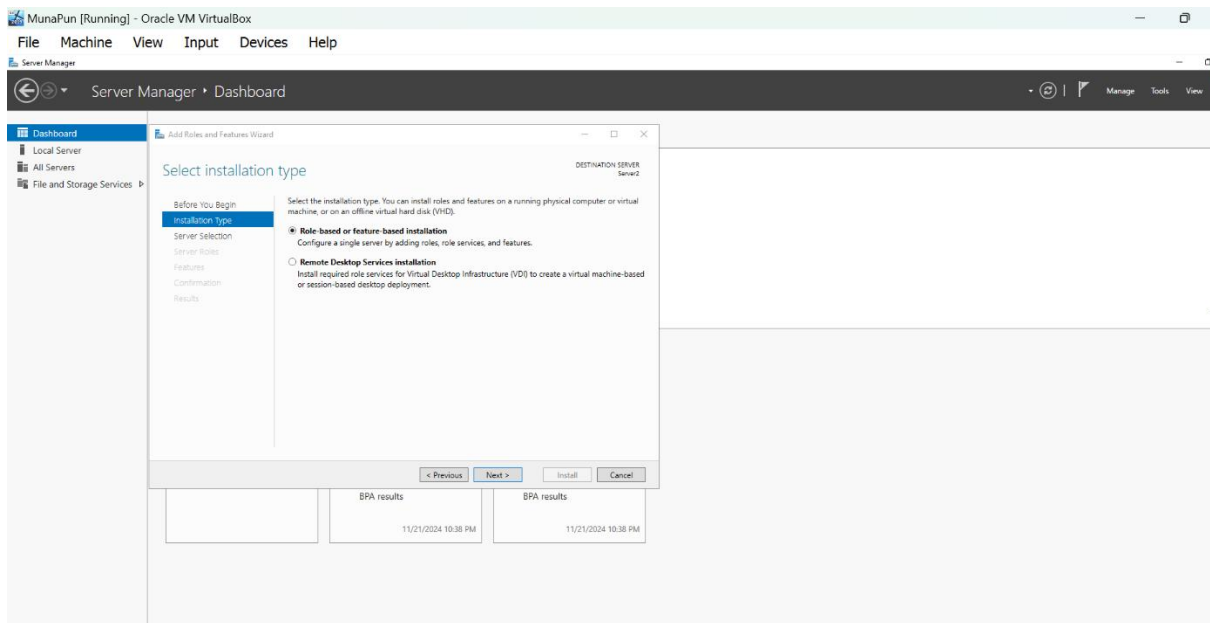 MunaPun [Running] - Oracle VM VirtualBox
File Machine View Input Devices Help
Server Manager
Server Manager • Dashboard
Manage Tools View
Dashboard
Local Server
All Servers
File and Storage Services
Add Roles and Features Wizard
Select installation type
DESTINATION SERVER
Server2
Before You Begin
Installation Type
Server Selection
Server Roles
Features
Confirmation
Results
Select the installation type. You can install roles and features on a running physical computer or virtual
machine, or on an offline virtual hard disk (VHD).
Role-based or feature-based installation
Configure a single server by adding roles, role services, and features.
Remote Desktop Services installation
Install required role services for Virtual Desktop Infrastructure (VDI) to create a virtual machine-based
or session-based desktop deployment.
< Previous Next > Install Cancel
BPA results BPA results
11/21/2024 10:38 PM 11/21/2024 10:38 PM